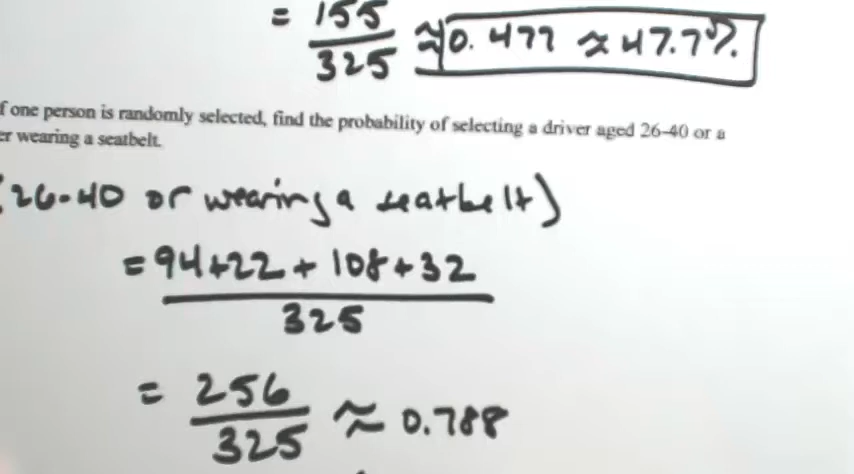 = 155
325 ≈ 0.477 ≈ 47.7%
f one person is randomly selected, find the probability of selecting a driver aged 26-40 or a
er wearing a seatbelt.
(26-40 or wearing a seatbelt)
= 94+22+108+32
325
= 256
325 ≈ 0.788